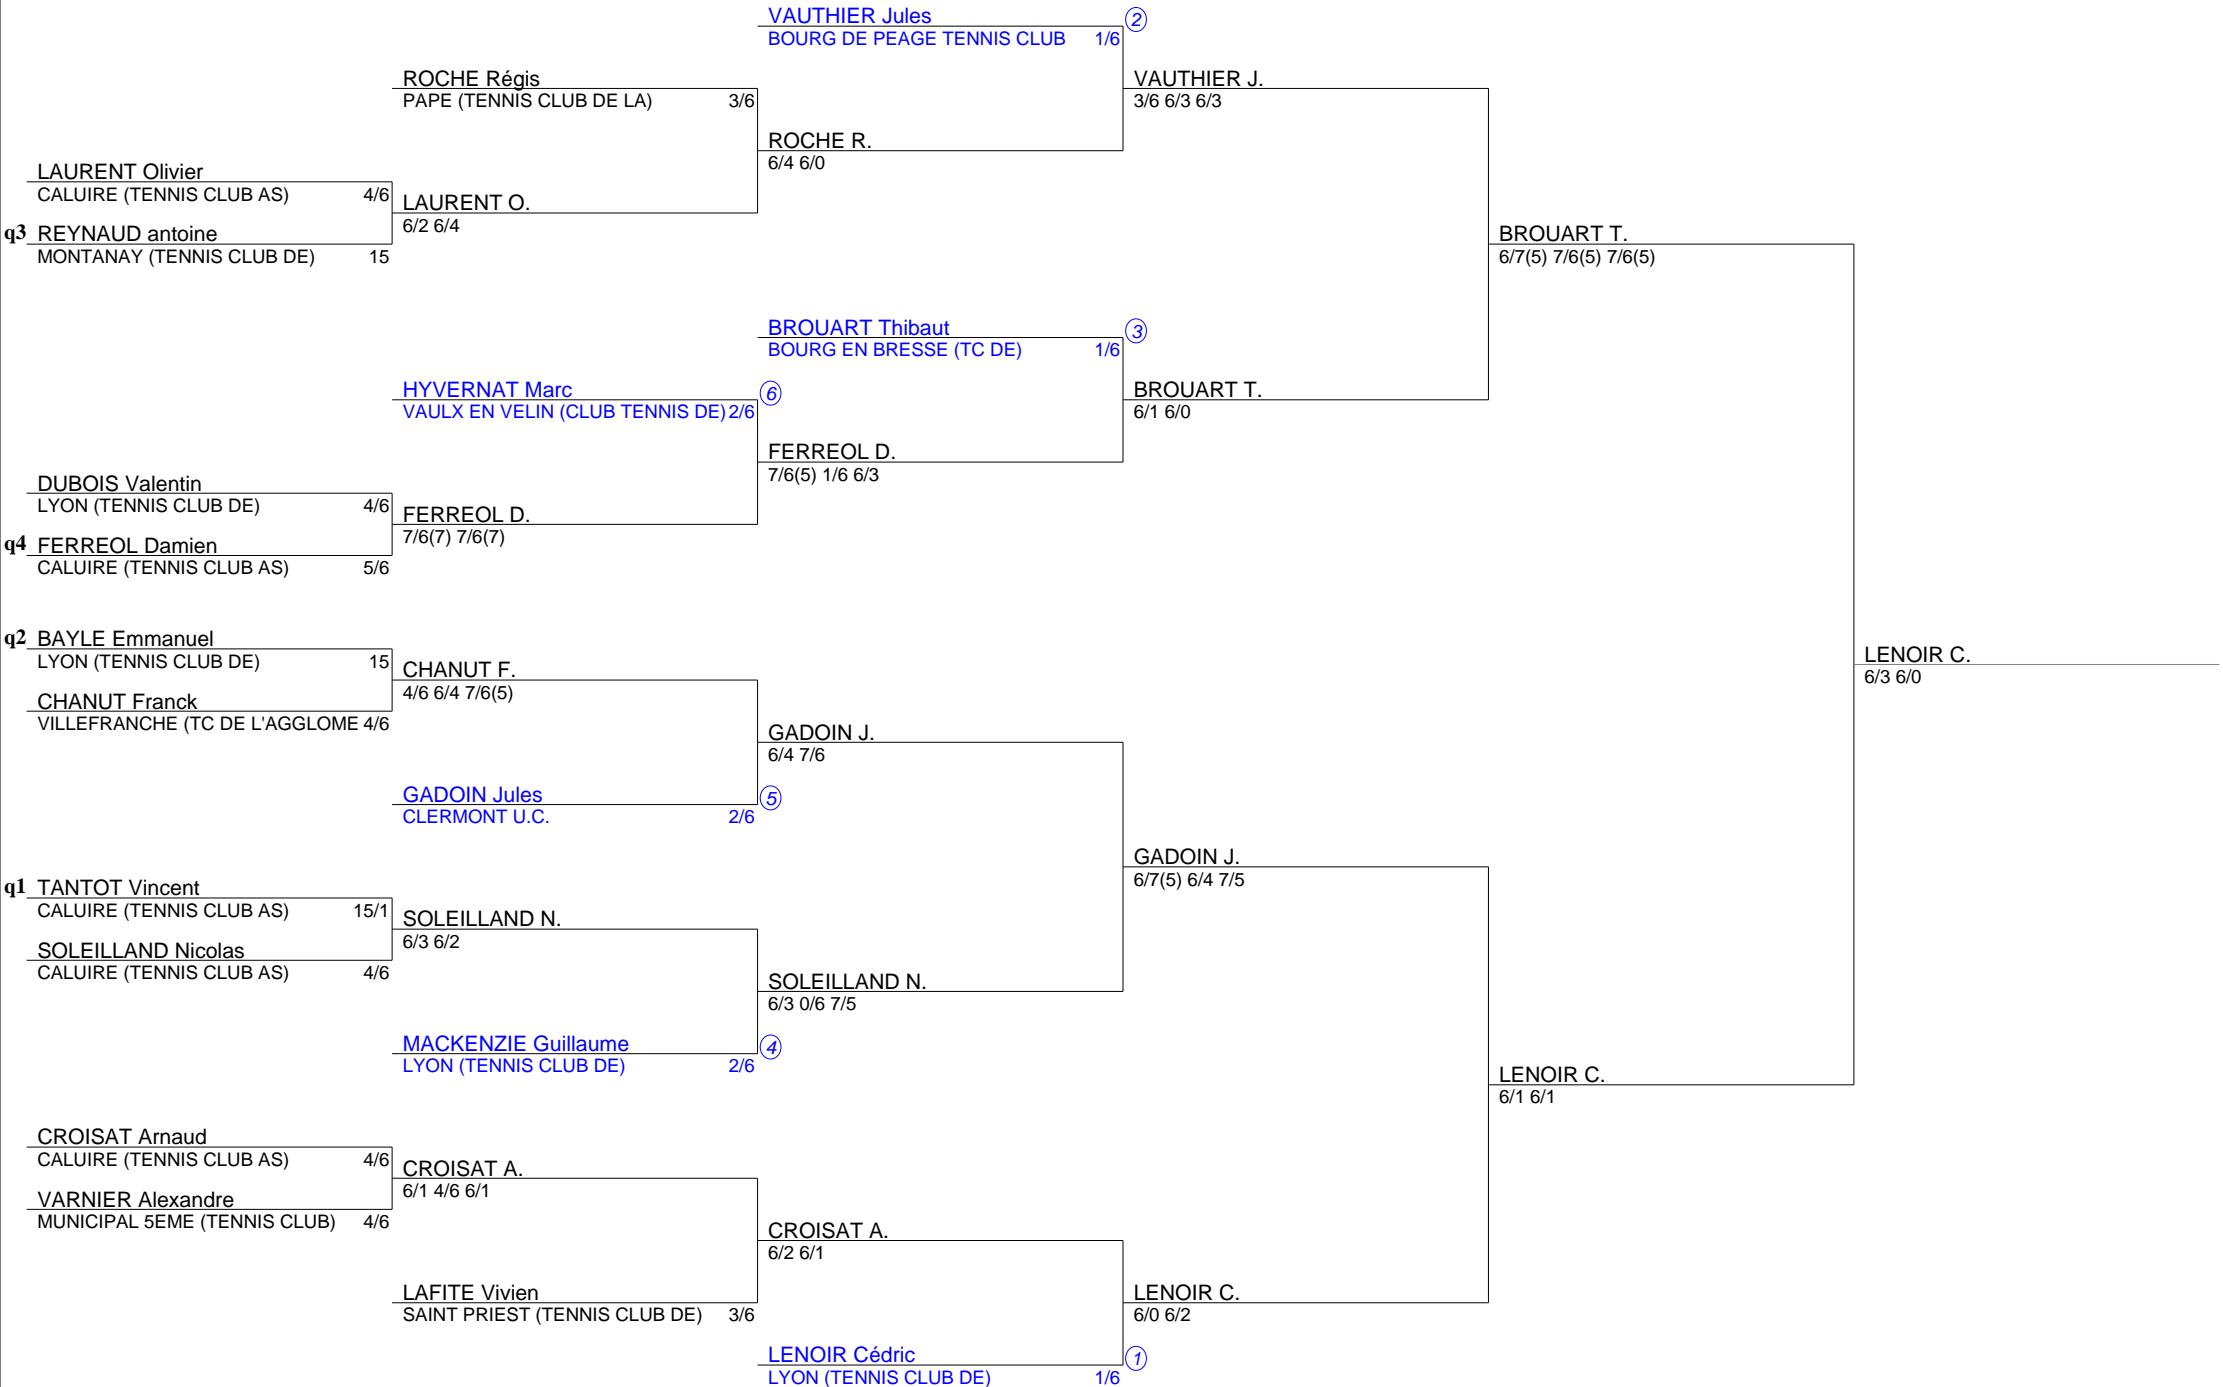 VAUTHIER Jules 2
BOURG DE PEAGE TENNIS CLUB 1/6
ROCHE Régis
PAPE (TENNIS CLUB DE LA) 3/6
VAUTHIER J.
3/6 6/3 6/3
ROCHE R.
6/4 6/0
LAURENT Olivier
CALUIRE (TENNIS CLUB AS) 4/6
LAURENT O.
6/2 6/4
q3 REYNAUD antoine
MONTANAY (TENNIS CLUB DE) 15
BROUART T.
6/7(5) 7/6(5) 7/6(5)
BROUART Thibaut 3
BOURG EN BRESSE (TC DE) 1/6
HYVERNAT Marc 6
VAULX EN VELIN (CLUB TENNIS DE) 2/6
BROUART T.
6/1 6/0
FERREOL D.
7/6(5) 1/6 6/3
DUBOIS Valentin
LYON (TENNIS CLUB DE) 4/6
FERREOL D.
7/6(7) 7/6(7)
q4 FERREOL Damien
CALUIRE (TENNIS CLUB AS) 5/6
q2 BAYLE Emmanuel
LYON (TENNIS CLUB DE) 15
CHANUT F.
4/6 6/4 7/6(5)
CHANUT Franck
VILLEFRANCHE (TC DE L'AGGLOME 4/6
LENOIR C.
6/3 6/0
GADOIN J.
6/4 7/6
GADOIN Jules 5
CLERMONT U.C. 2/6
GADOIN J.
6/7(5) 6/4 7/5
q1 TANTOT Vincent
CALUIRE (TENNIS CLUB AS) 15/1
SOLEILLAND N.
6/3 6/2
SOLEILLAND Nicolas
CALUIRE (TENNIS CLUB AS) 4/6
SOLEILLAND N.
6/3 0/6 7/5
MACKENZIE Guillaume 4
LYON (TENNIS CLUB DE) 2/6
LENOIR C.
6/1 6/1
CROISAT Arnaud
CALUIRE (TENNIS CLUB AS) 4/6
CROISAT A.
6/1 4/6 6/1
VARNIER Alexandre
MUNICIPAL 5EME (TENNIS CLUB) 4/6
CROISAT A.
6/2 6/1
LAFITE Vivien
SAINT PRIEST (TENNIS CLUB DE) 3/6
LENOIR C.
6/0 6/2
LENOIR Cédric 1
LYON (TENNIS CLUB DE) 1/6